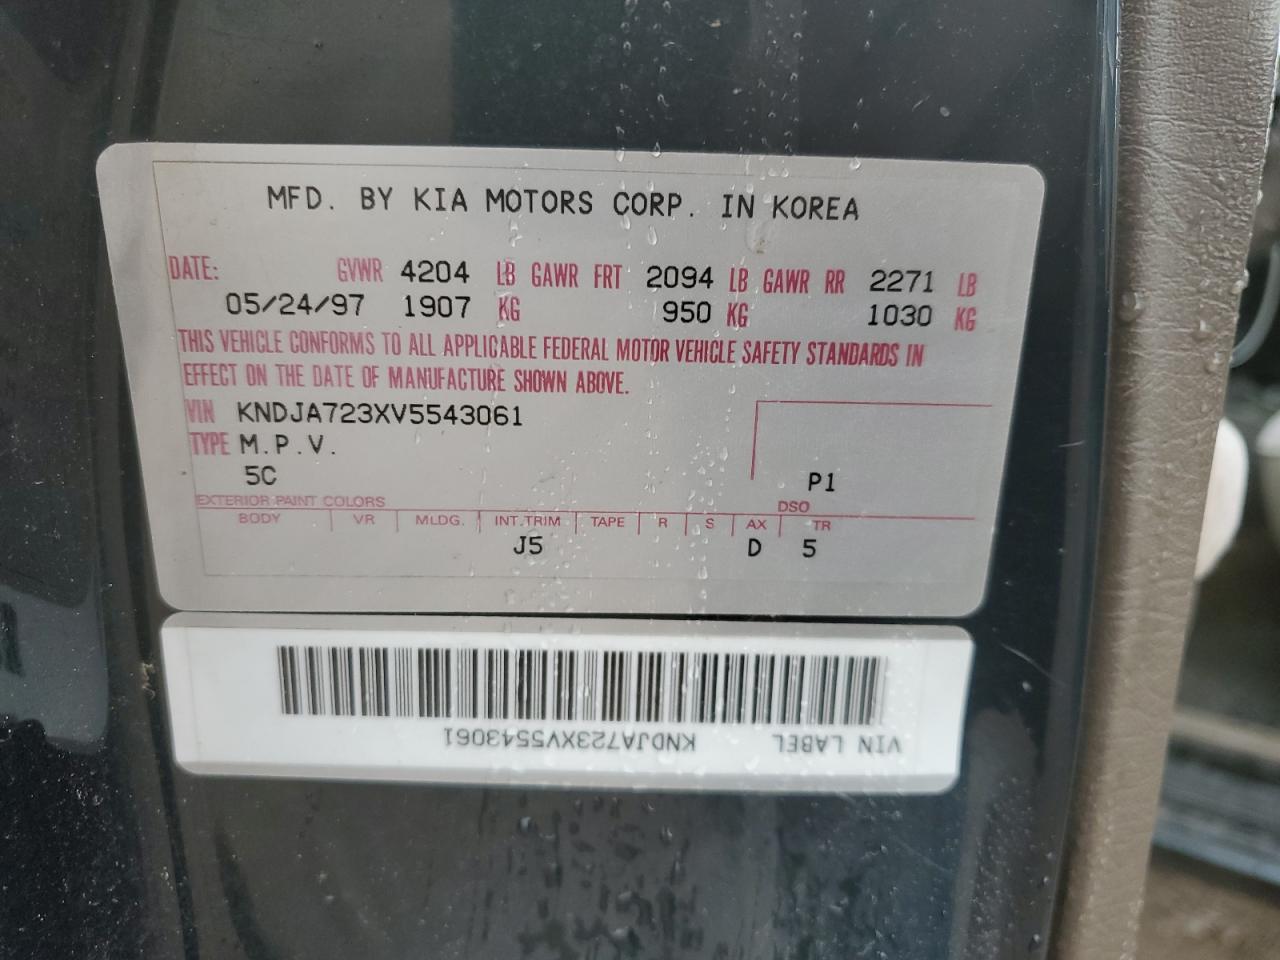 MFD. BY KIA MOTORS CORP. IN KOREA
DATE: GVWR 4204 LB GAWR FRT 2094 LB GAWR RR 2271 LB
05/24/97 1907 KG 950 KG 1030 KG
THIS VEHICLE CONFORMS TO ALL APPLICABLE FEDERAL MOTOR VEHICLE SAFETY STANDARDS IN
EFFECT ON THE DATE OF MANUFACTURE SHOWN ABOVE.
VIN KNDJA723XV5543061
TYPE M.P.V.
5C P1
EXTERIOR PAINT COLORS DSO
BODY VR MLDG. INT.TRIM TAPE R S AX TR
J5 D 5
VIN LABEL KNDJA723XV5543061